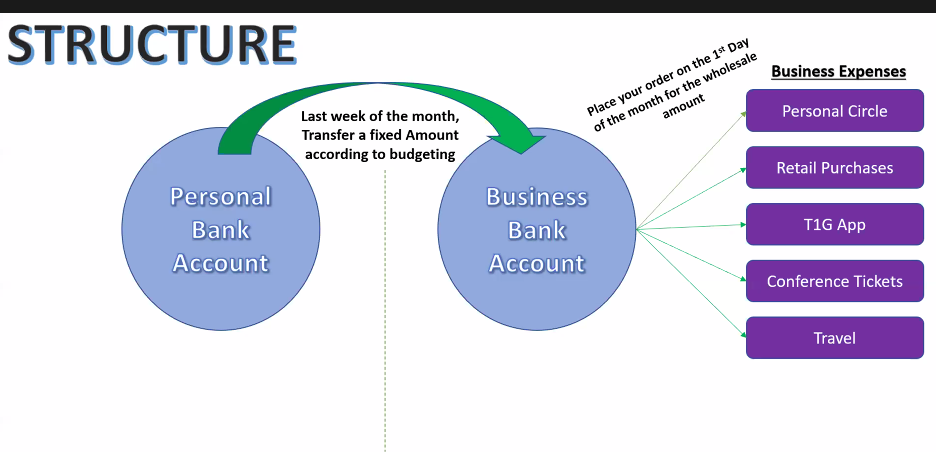 STRUCTURE
Last week of the month,
Transfer a fixed Amount
according to budgeting
Personal
Bank
Account
Business
Bank
Account
Place your order on the 1st Day
of the month for the wholesale
amount
Business Expenses
Personal Circle
Retail Purchases
T1G App
Conference Tickets
Travel